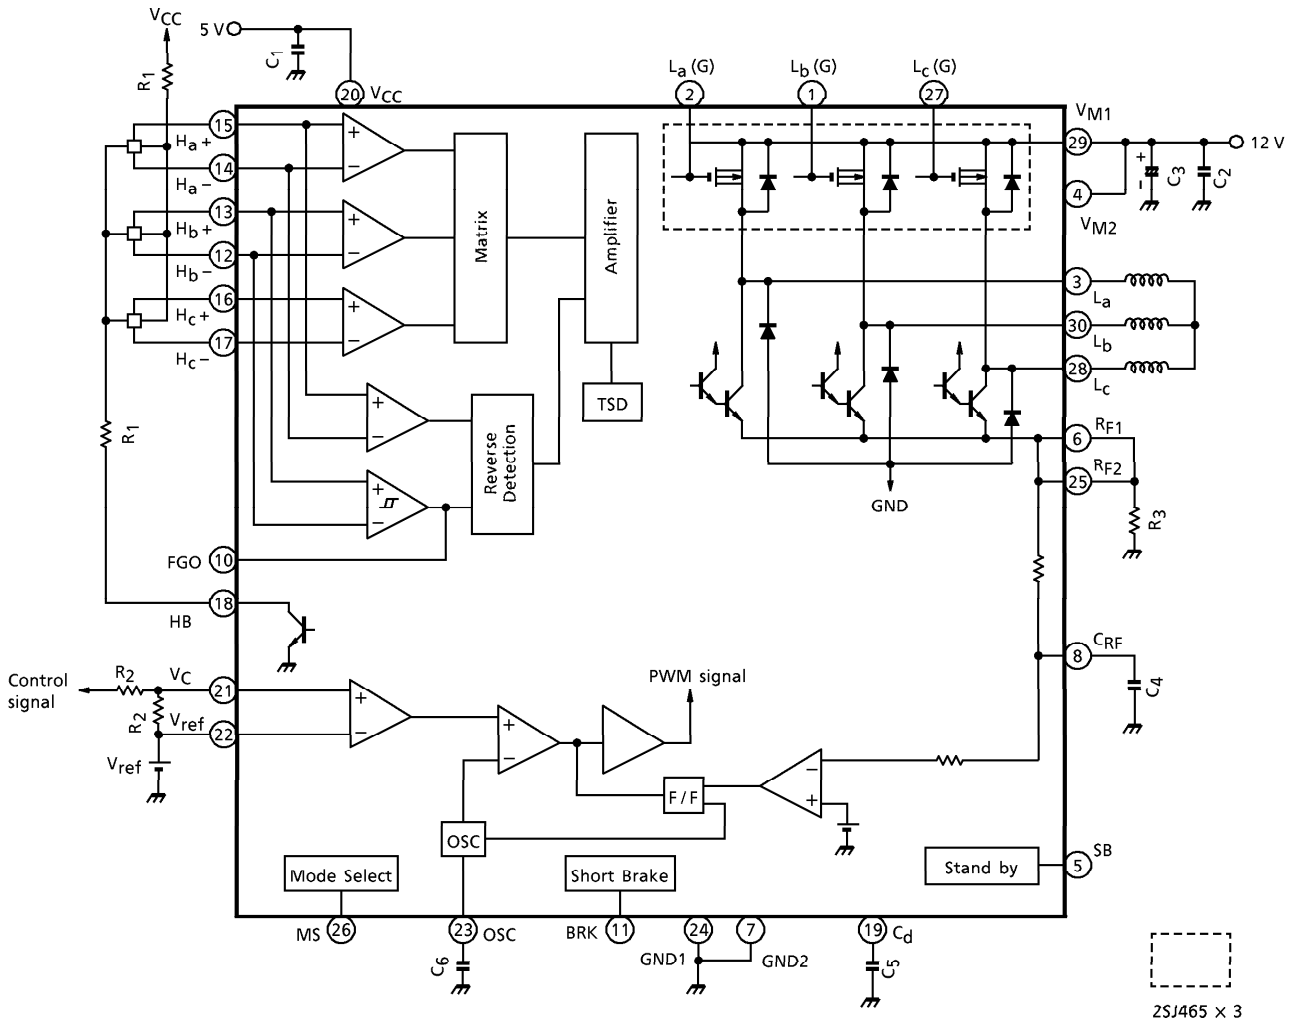 VCC
5 V
C1
R1
20 VCC
La (G)
2
Lb (G)
1
Lc (G)
27
VM1
29
12 V
C3
+
-
C2
4
VM2
15
Ha+
14
Ha−
13
Hb+
12
Hb−
16
Hc+
17
Hc−
+
−
+
−
+
−
Matrix
Amplifier
TSD
3
La
30
Lb
28
Lc
R1
+
−
+
−
Reverse
Detection
6
RF1
25
RF2
R3
GND
FGO 10
HB 18
Control
signal
R2
R2
VC 21
Vref 22
Vref
+
−
+
−
PWM signal
F/F
−
+
8
CRF
C4
OSC
Mode Select
Short Brake
Stand by
5
SB
MS 26
23 OSC
C6
BRK 11
24
GND1
7
GND2
19 Cd
C5
2SJ465 × 3